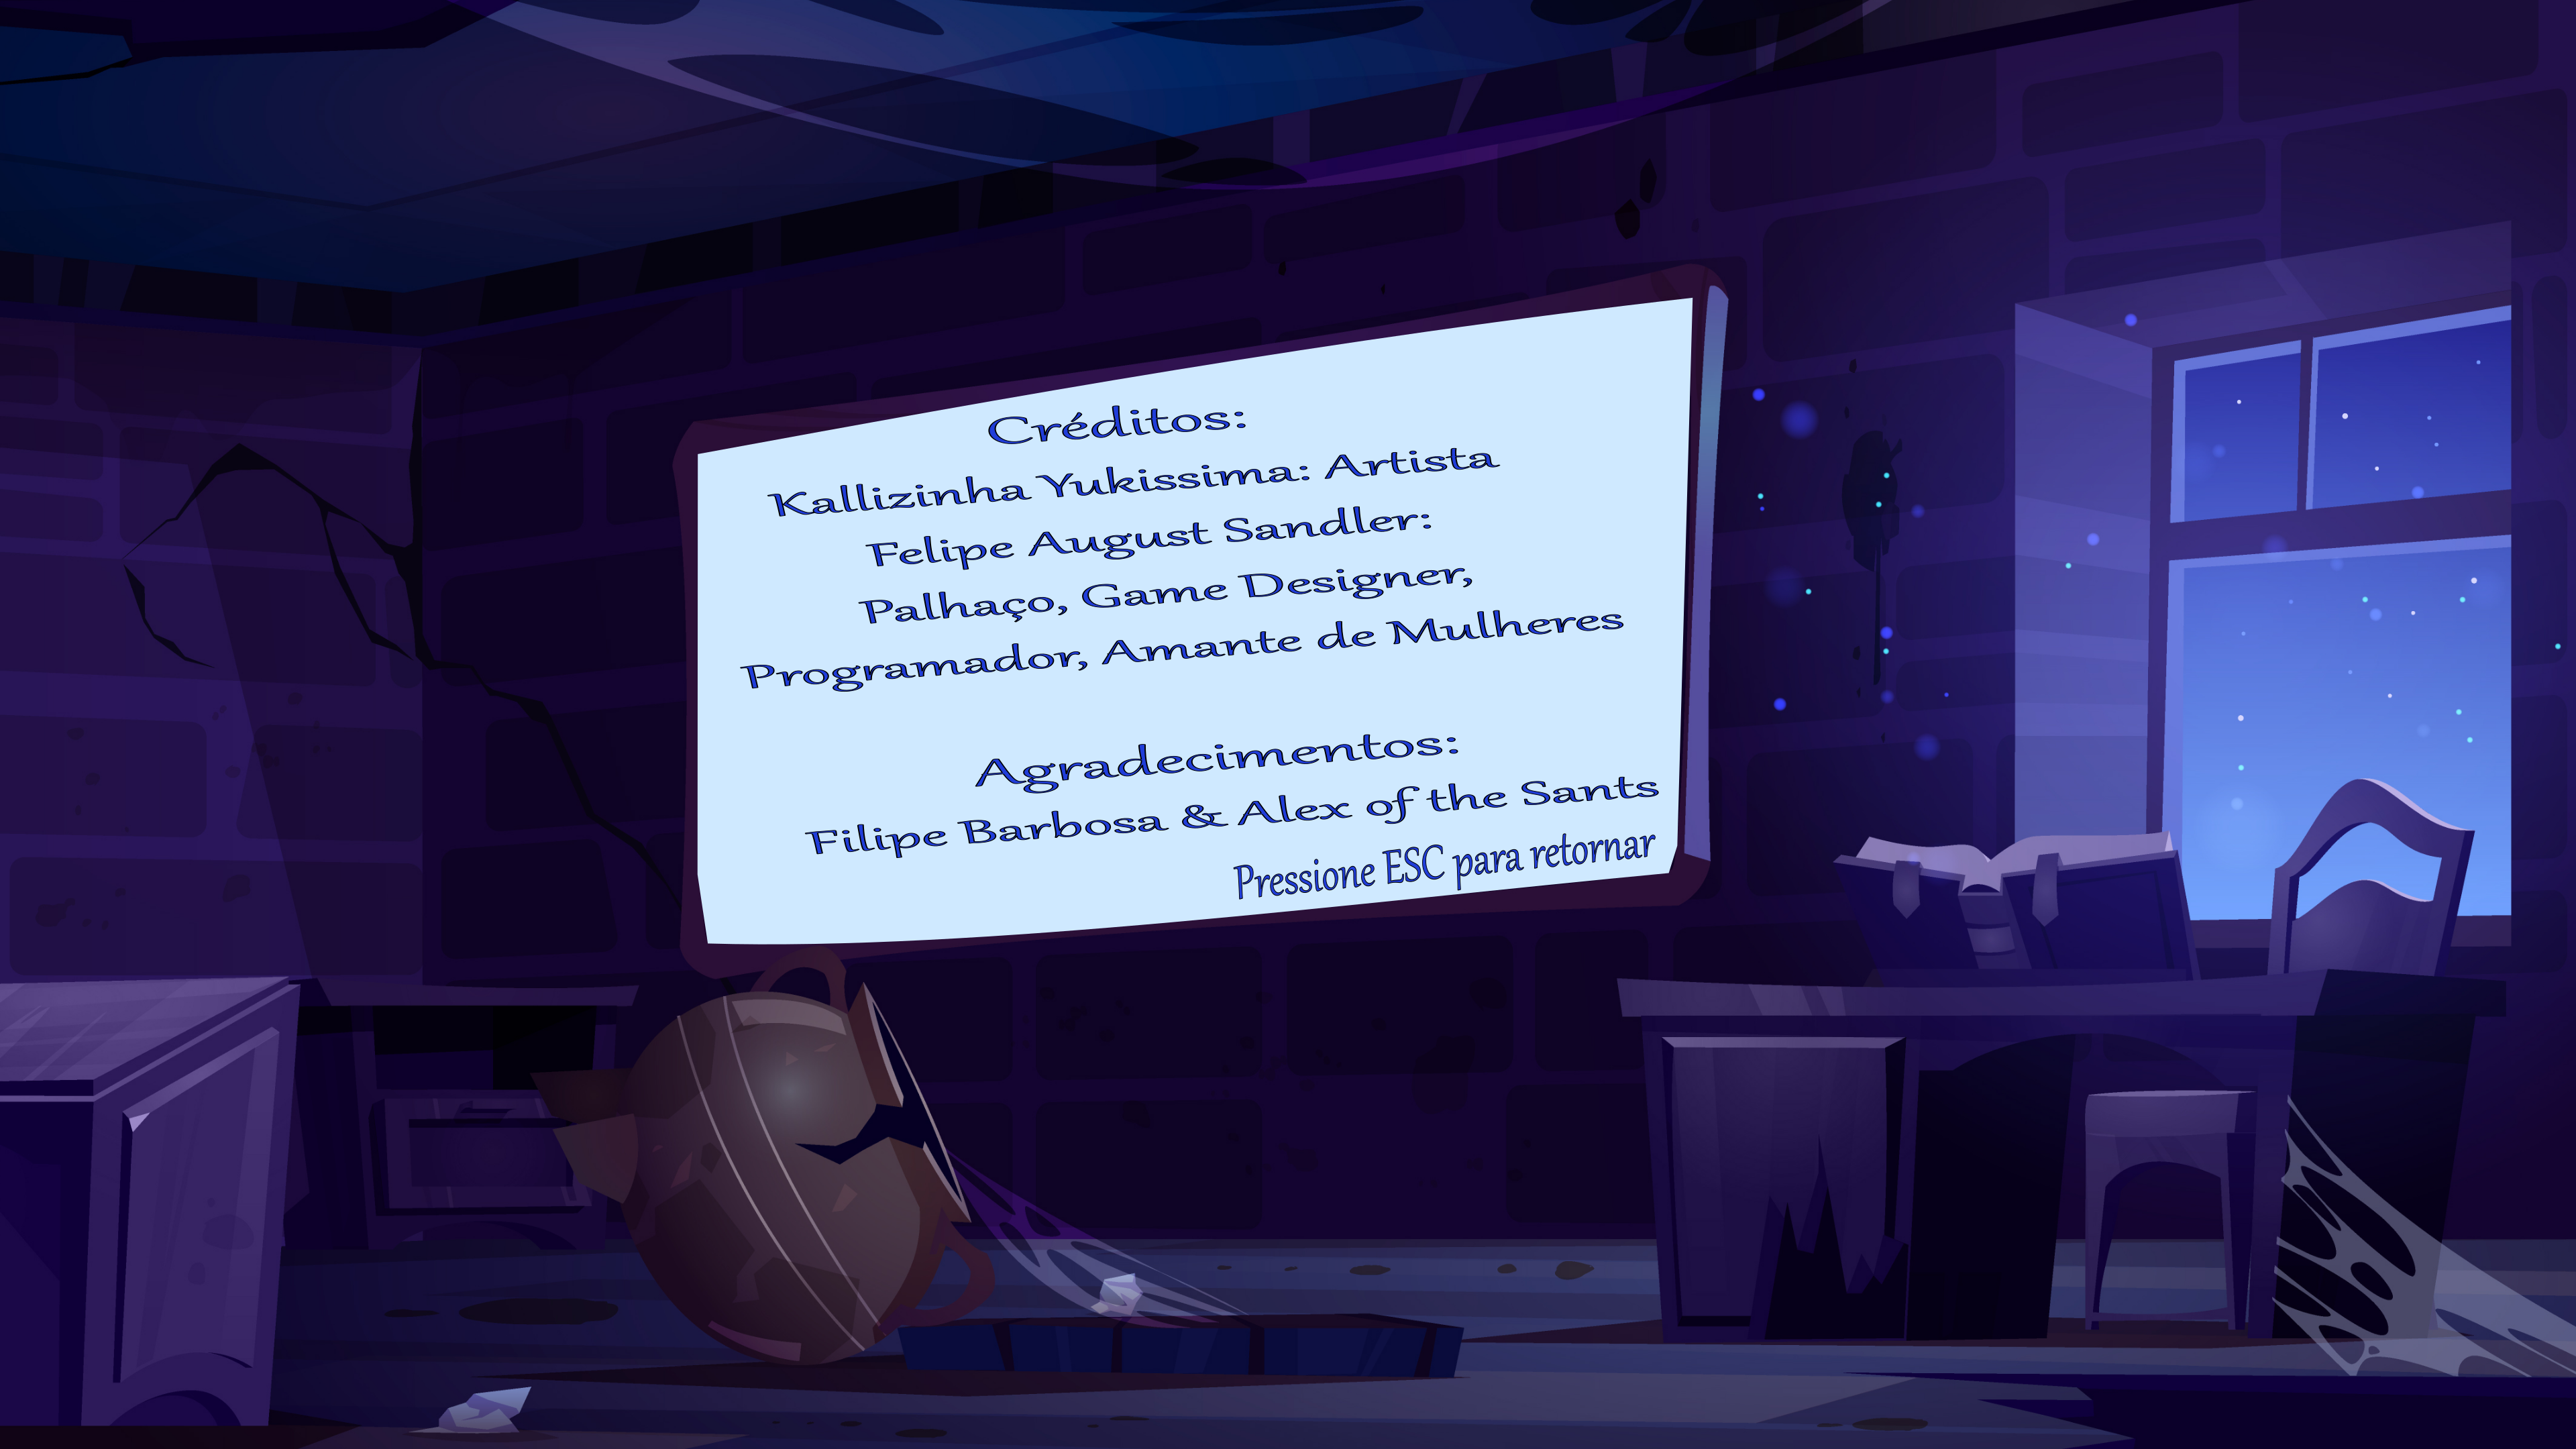 Créditos:
Kallizinha Yukissima: Artista
Felipe August Sandler:
Palhaço, Game Designer,
Programador, Amante de Mulheres
Agradecimentos:
Filipe Barbosa & Alex of the Sants
Pressione ESC para retornar